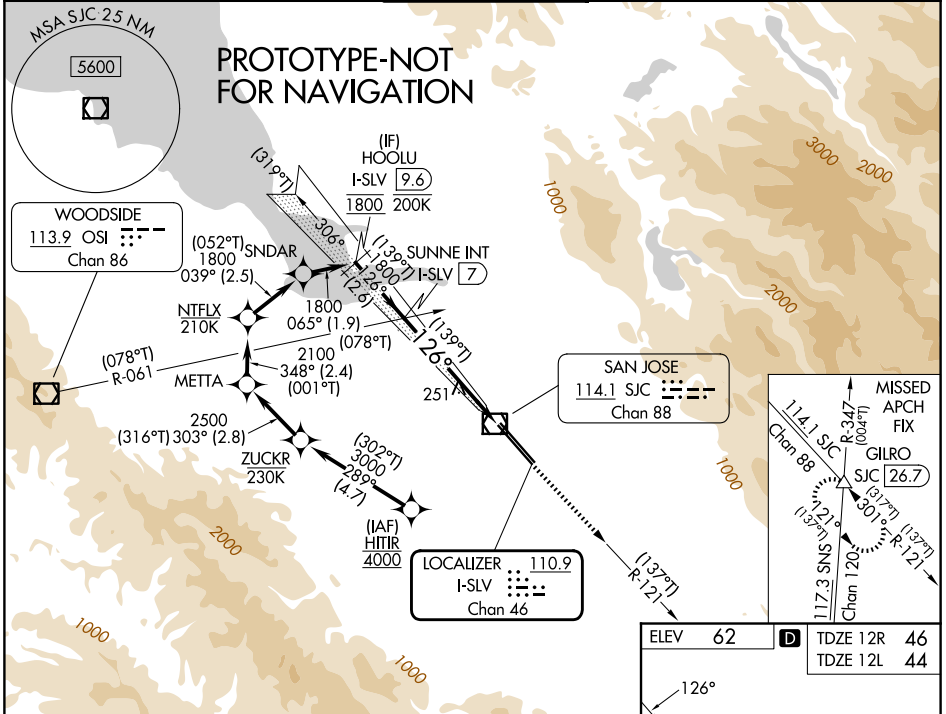 MSA SJC 25 NM
5600
PROTOTYPE-NOT
FOR NAVIGATION
(IF)
HOOLU
I-SLV 9.6
1800 200K
(319°T)
306°
WOODSIDE
113.9 OSI
Chan 86
(052°T)
1800
039° (2.5)
SNDAR
(139°T)
1800
126°
(2.6)
SUNNE INT
I-SLV 7
NTFLX
210K
1800
065° (1.9)
(078°T)
(078°T)
R-061
(139°T)
126°
2100
348° (2.4)
(001°T)
METTA
251
SAN JOSE
114.1 SJC
Chan 88
2500
(316°T) 303° (2.8)
ZUCKR
230K
(302°T)
3000
289°
(4.7)
(IAF)
HITIR
4000
LOCALIZER 110.9
I-SLV
Chan 46
(137°T)
R-121
3000
2000
1000
2000
1000
2000
1000
1000
MISSED
APCH
FIX
114.1 SJC
Chan 88
R-347
(004°T)
GILRO
SJC 26.7
(317°T)
301°
121°
(137°T)
(137°T)
R-121
117.3 SNS
Chan 120
ELEV 62
D
TDZE 12R 46
TDZE 12L 44
126°